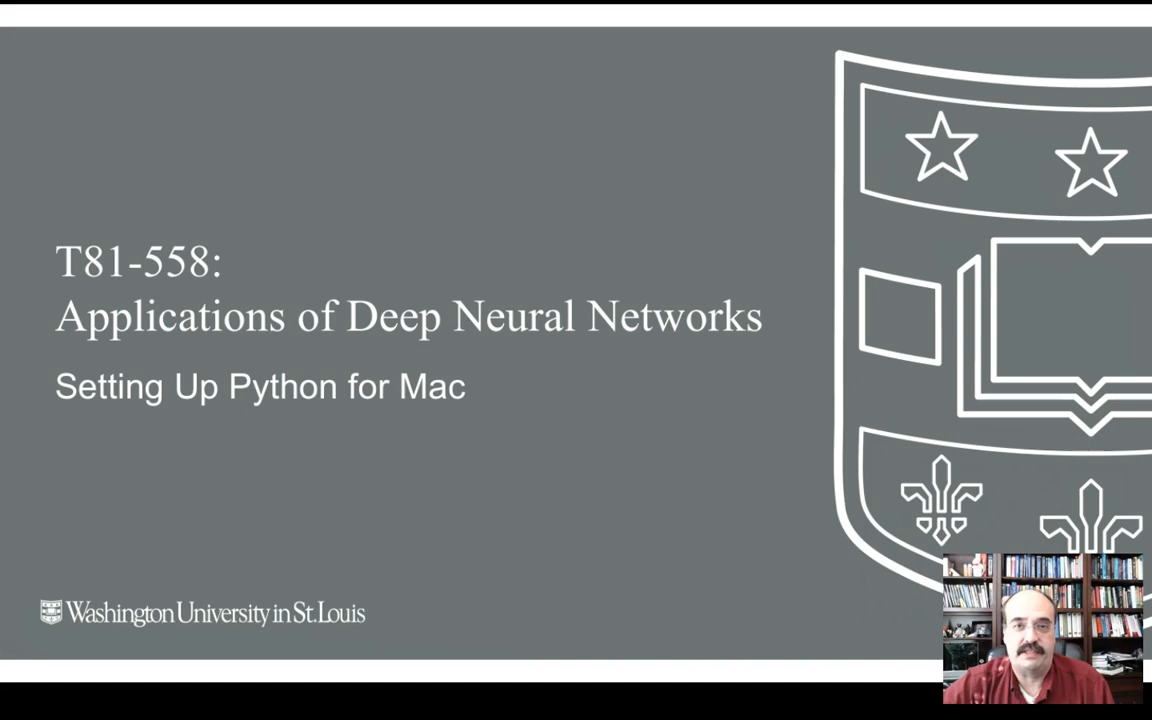 T81-558:
Applications of Deep Neural Networks
Setting Up Python for Mac
Washington University in St. Louis